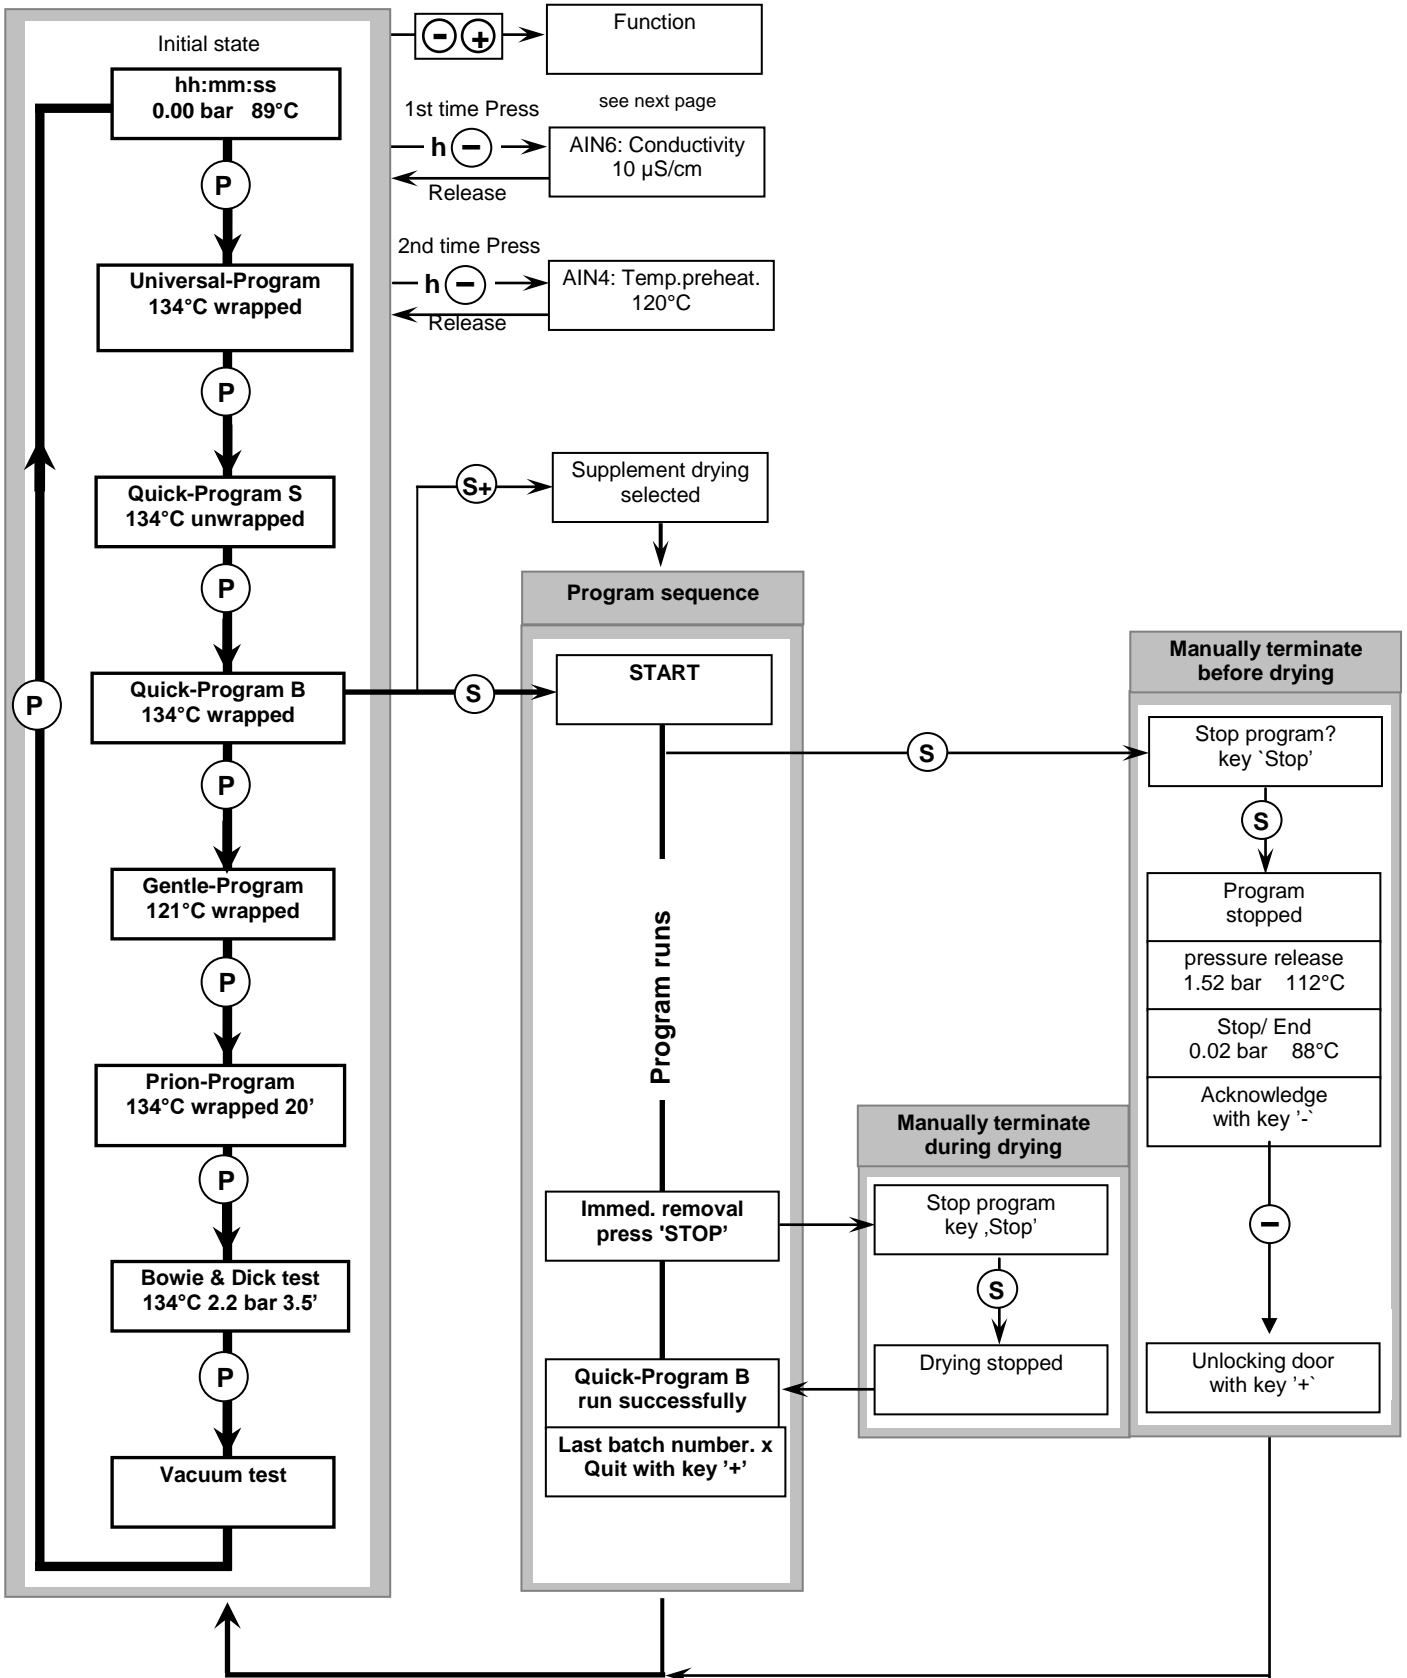 Initial state
hh:mm:ss
0.00 bar 89°C
P
Universal-Program
134°C wrapped
P
Quick-Program S
134°C unwrapped
P
Quick-Program B
134°C wrapped
P
Gentle-Program
121°C wrapped
P
Prion-Program
134°C wrapped 20’
P
Bowie & Dick test
134°C 2.2 bar 3.5’
P
Vacuum test
P
− +
Function
see next page
1st time Press
h −
Release
AIN6: Conductivity
10 µS/cm
2nd time Press
h −
Release
AIN4: Temp.preheat.
120°C
S+
Supplement drying
selected
S
Program sequence
START
Program runs
Immed. removal
press 'STOP’
Quick-Program B
run successfully
Last batch number. x
Quit with key ’+’
Manually terminate
during drying
Stop program
key ‚Stop’
S
Drying stopped
S
Manually terminate
before drying
Stop program?
key `Stop’
S
Program
stopped
pressure release
1.52 bar 112°C
Stop/ End
0.02 bar 88°C
Acknowledge
with key ’-`
−
Unlocking door
with key ’+`